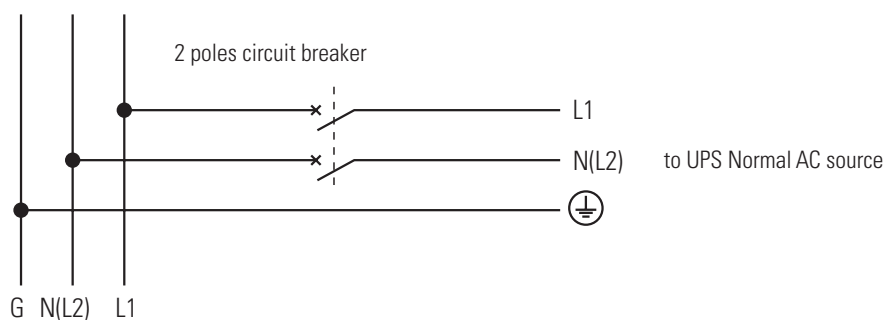 2 poles circuit breaker
L1
N(L2) to UPS Normal AC source
G N(L2) L1